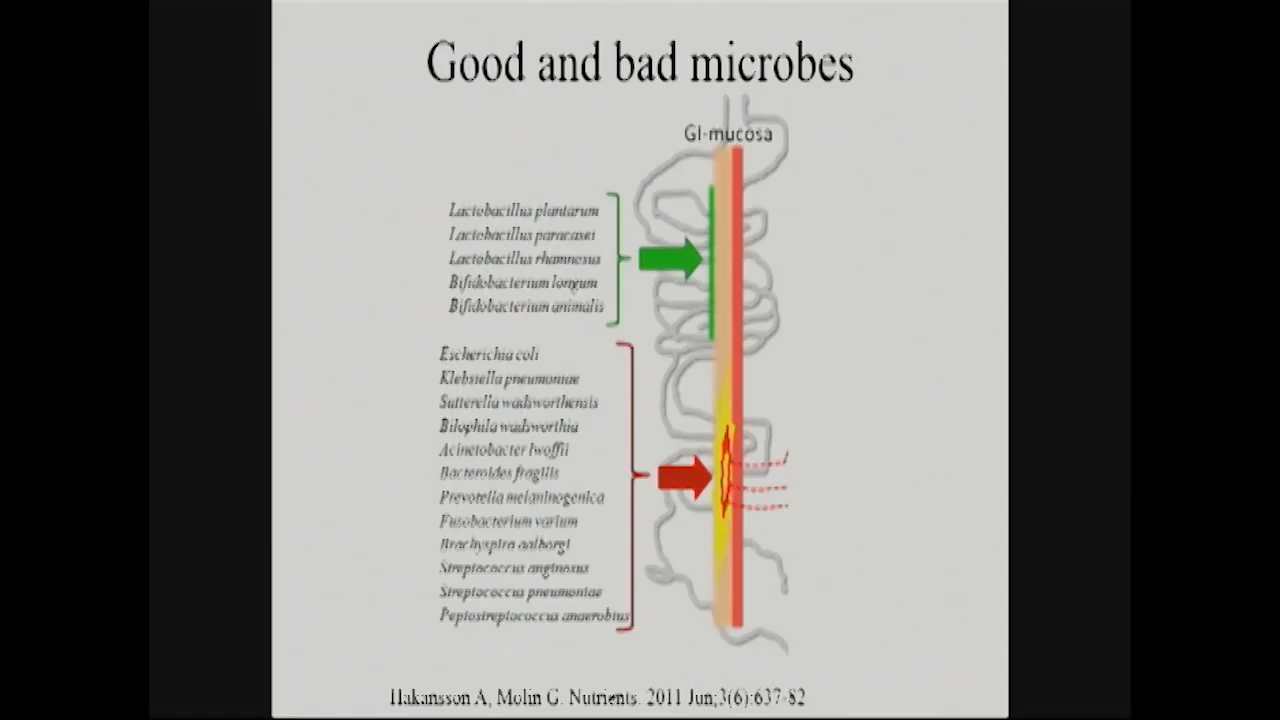 Good and bad microbes
GI-mucosa
Lactobacillus plantarum
Lactobacillus paracasei
Lactobacillus rhamnosus
Bifidobacterium longum
Bifidobacterium animalis
Escherichia coli
Klebsiella pneumoniae
Sutterella wadsworthensis
Bilophila wadsworthia
Acinetobacter lwoffii
Bacteroides fragilis
Prevotella melaninogenica
Fusobacterium varium
Brachyspira aalborgi
Streptococcus anginosus
Streptococcus pneumoniae
Peptostreptococcus anaerobius
Hakansson A, Molin G. Nutrients. 2011 Jun;3(6):637-82